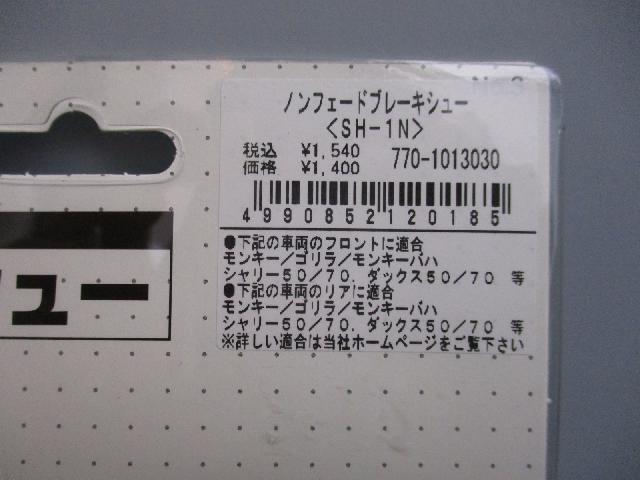 ノンフェードブレーキシュー
<SH-1N>
税込 ¥1,540
価格 ¥1,400 770-1013030
4990852120185
●下記の車両のフロントに適合
モンキー/ゴリラ/モンキーバハ
シャリー50/70.ダックス50/70 等
●下記の車両のリアに適合
モンキー/ゴリラ/モンキーバハ
シャリー50/70.ダックス50/70 等
※詳しい適合は当社ホームページをご覧下さい
シュー